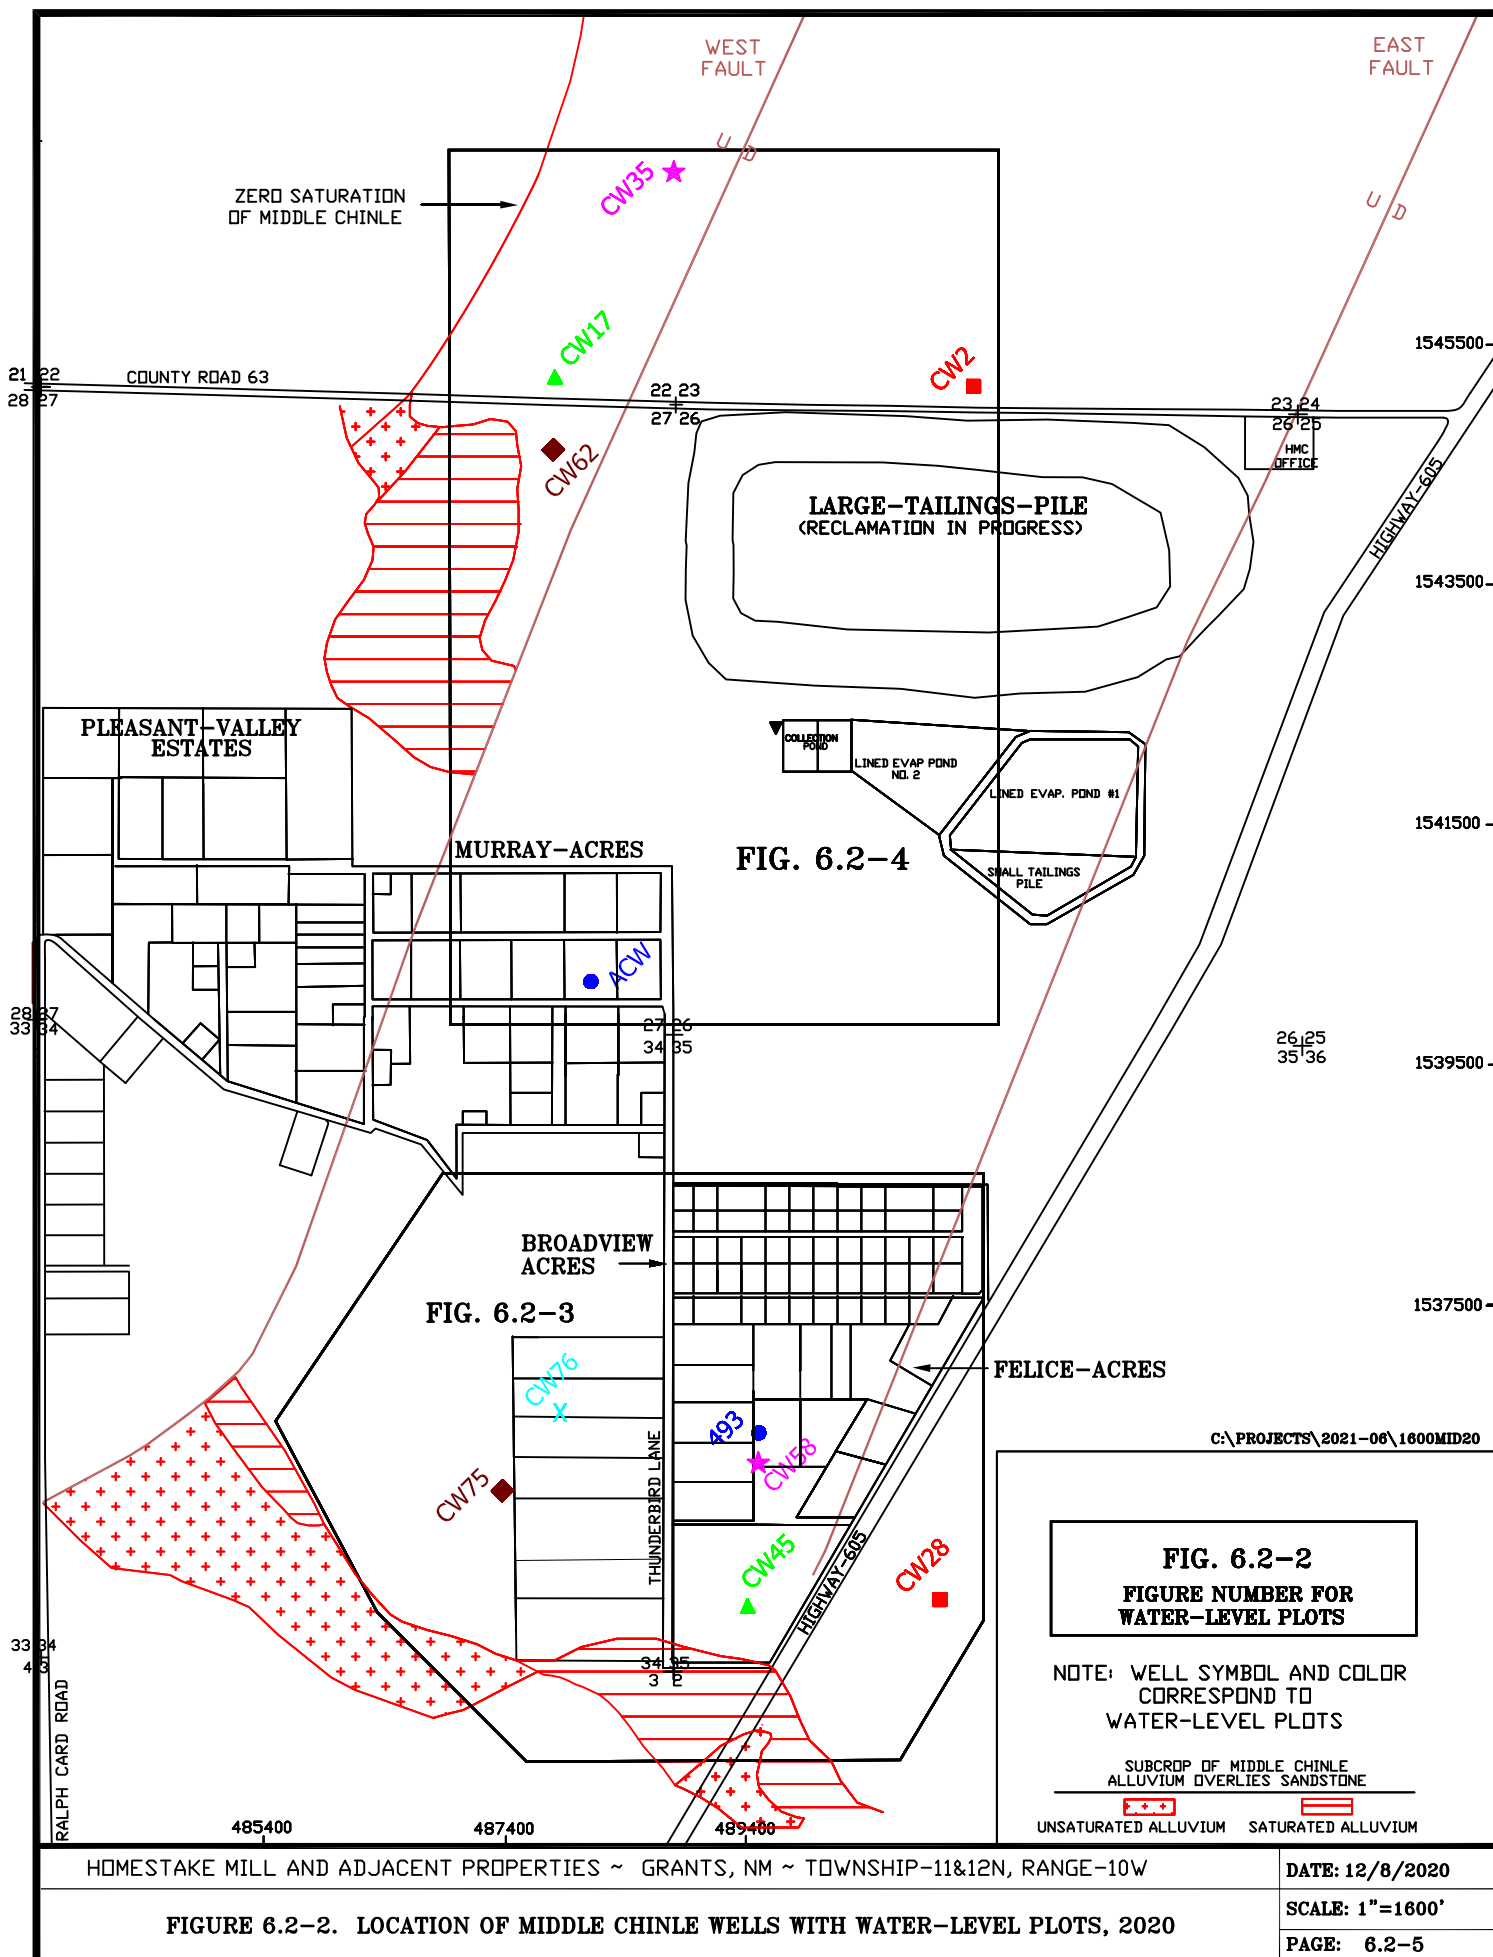 WEST
FAULT
EAST
FAULT
U D
U D
CW35
ZERO SATURATION
OF MIDDLE CHINLE
CW17
CW2
1545500
21 22
28 27
COUNTY ROAD 63
22 23
27 26
23 24
26 25
HMC
OFFICE
CW62
HIGHWAY-605
LARGE-TAILINGS-PILE
(RECLAMATION IN PROGRESS)
1543500
PLEASANT-VALLEY
ESTATES
COLLECTION
POND
LINED EVAP POND
NO. 2
LINED EVAP. POND #1
1541500
MURRAY-ACRES
FIG. 6.2-4
SMALL TAILINGS
PILE
ACW
28 27
33 34
27 26
34 35
26 25
35 36
1539500
BROADVIEW
ACRES
FIG. 6.2-3
1537500
FELICE-ACRES
CW76
493
CW58
CW75
THUNDERBIRD LANE
C:\PROJECTS\2021-06\1600MID20
CW45
HIGHWAY-605
CW28
FIG. 6.2-2
FIGURE NUMBER FOR
WATER-LEVEL PLOTS
33 34
4 3
34 35
3 2
NOTE: WELL SYMBOL AND COLOR
CORRESPOND TO
WATER-LEVEL PLOTS
RALPH CARD ROAD
SUBCROP OF MIDDLE CHINLE
ALLUVIUM OVERLIES SANDSTONE
UNSATURATED ALLUVIUM SATURATED ALLUVIUM
485400 487400 489400
HOMESTAKE MILL AND ADJACENT PROPERTIES ~ GRANTS, NM ~ TOWNSHIP-11&12N, RANGE-10W
DATE: 12/8/2020
SCALE: 1"=1600'
FIGURE 6.2-2. LOCATION OF MIDDLE CHINLE WELLS WITH WATER-LEVEL PLOTS, 2020
PAGE: 6.2-5